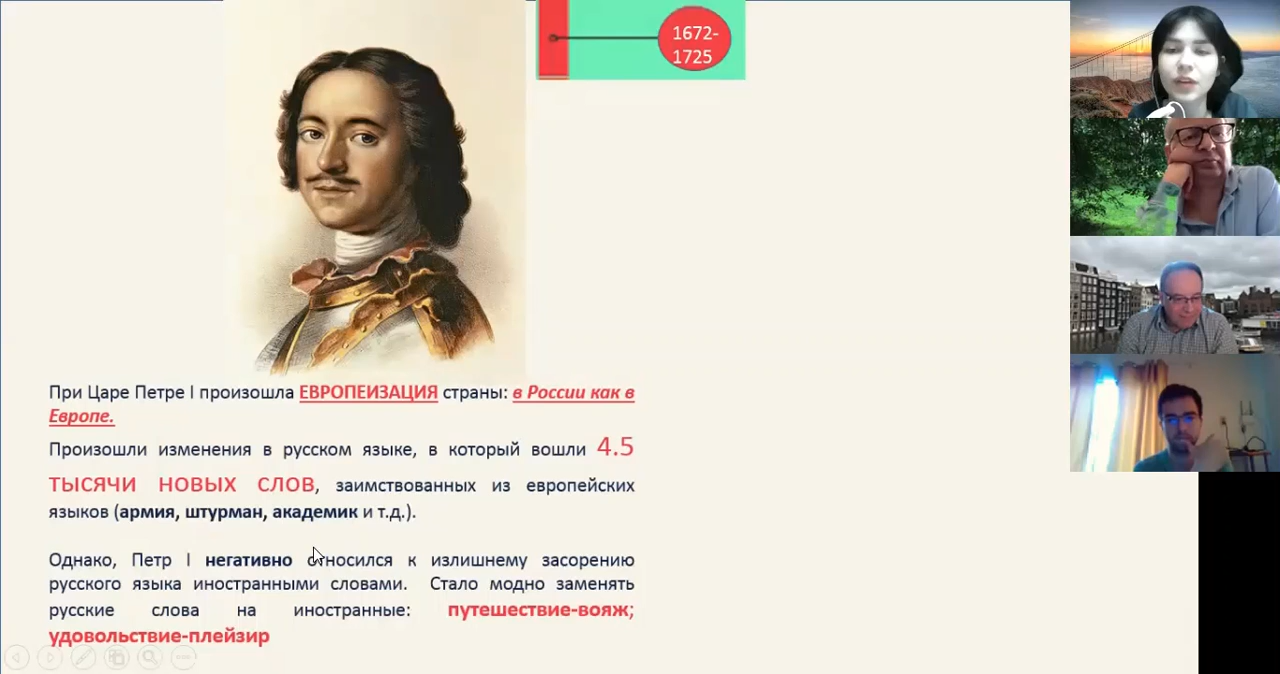 1672-
1725
При Царе Петре I произошла ЕВРОПЕИЗАЦИЯ страны: в России как в
Европе.
Произошли изменения в русском языке, в который вошли 4.5
тысячи новых слов, заимствованных из европейских
языков (армия, штурман, академик и т.д.).
Однако, Петр I негативно относился к излишнему засорению
русского языка иностранными словами. Стало модно заменять
русские слова на иностранные: путешествие-вояж;
удовольствие-плейзир